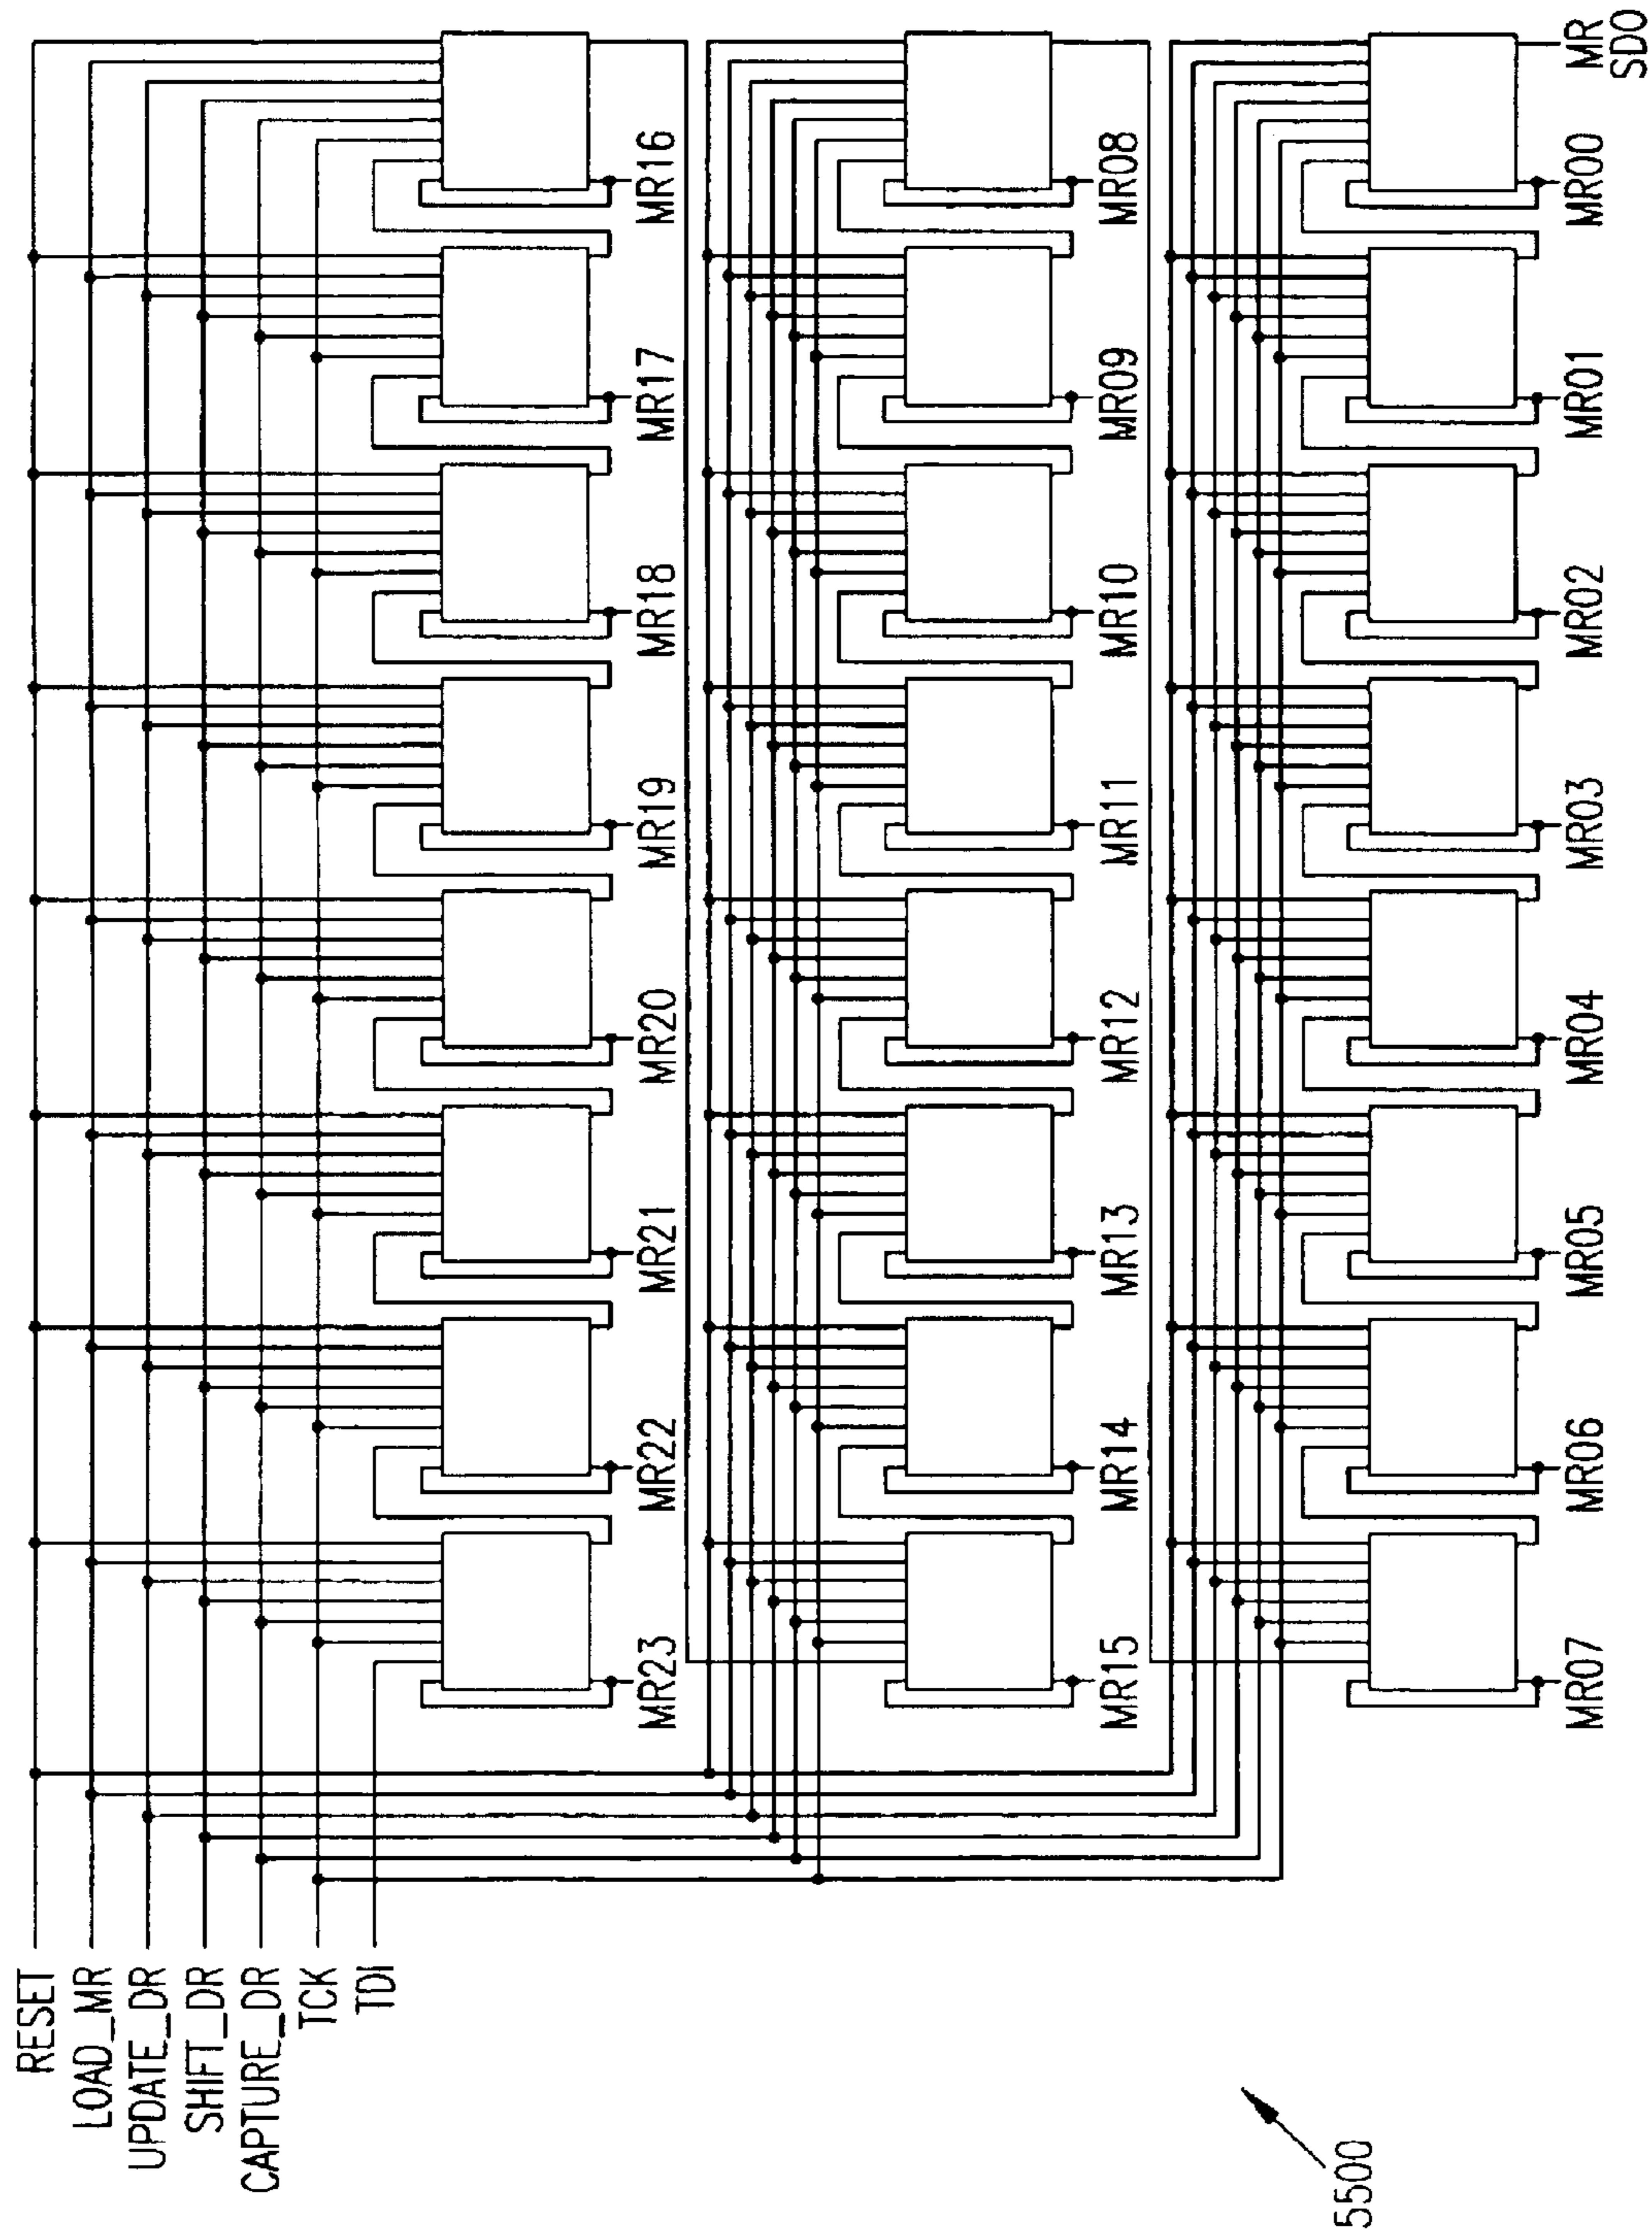 RESET
LOAD_MR
UPDATE_DR
SHIFT_DR
CAPTURE_DR
TCK
TDI
MR23
MR22
MR21
MR20
MR19
MR18
MR17
MR16
MR15
MR14
MR13
MR12
MR11
MR10
MR09
MR08
MR07
MR06
MR05
MR04
MR03
MR02
MR01
MR00
MR
SDO
5500